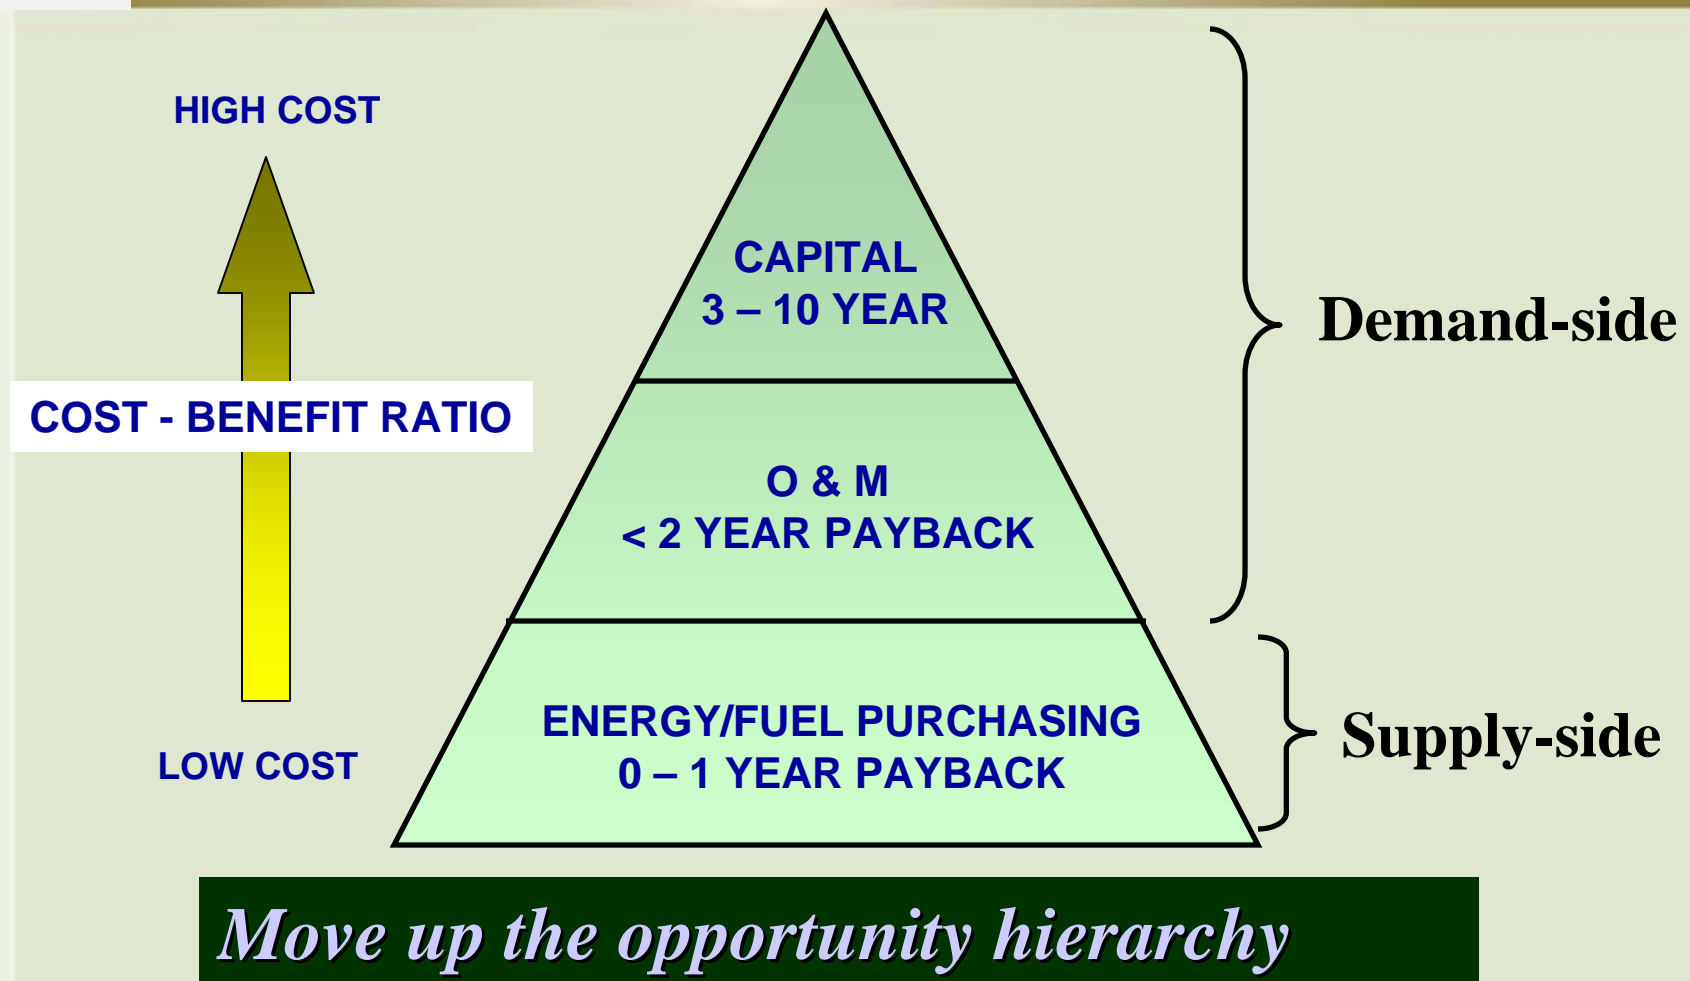 HIGH COST
COST - BENEFIT RATIO
LOW COST
CAPITAL
3 – 10 YEAR
O & M
< 2 YEAR PAYBACK
ENERGY/FUEL PURCHASING
0 – 1 YEAR PAYBACK
Demand-side
Supply-side
Move up the opportunity hierarchy